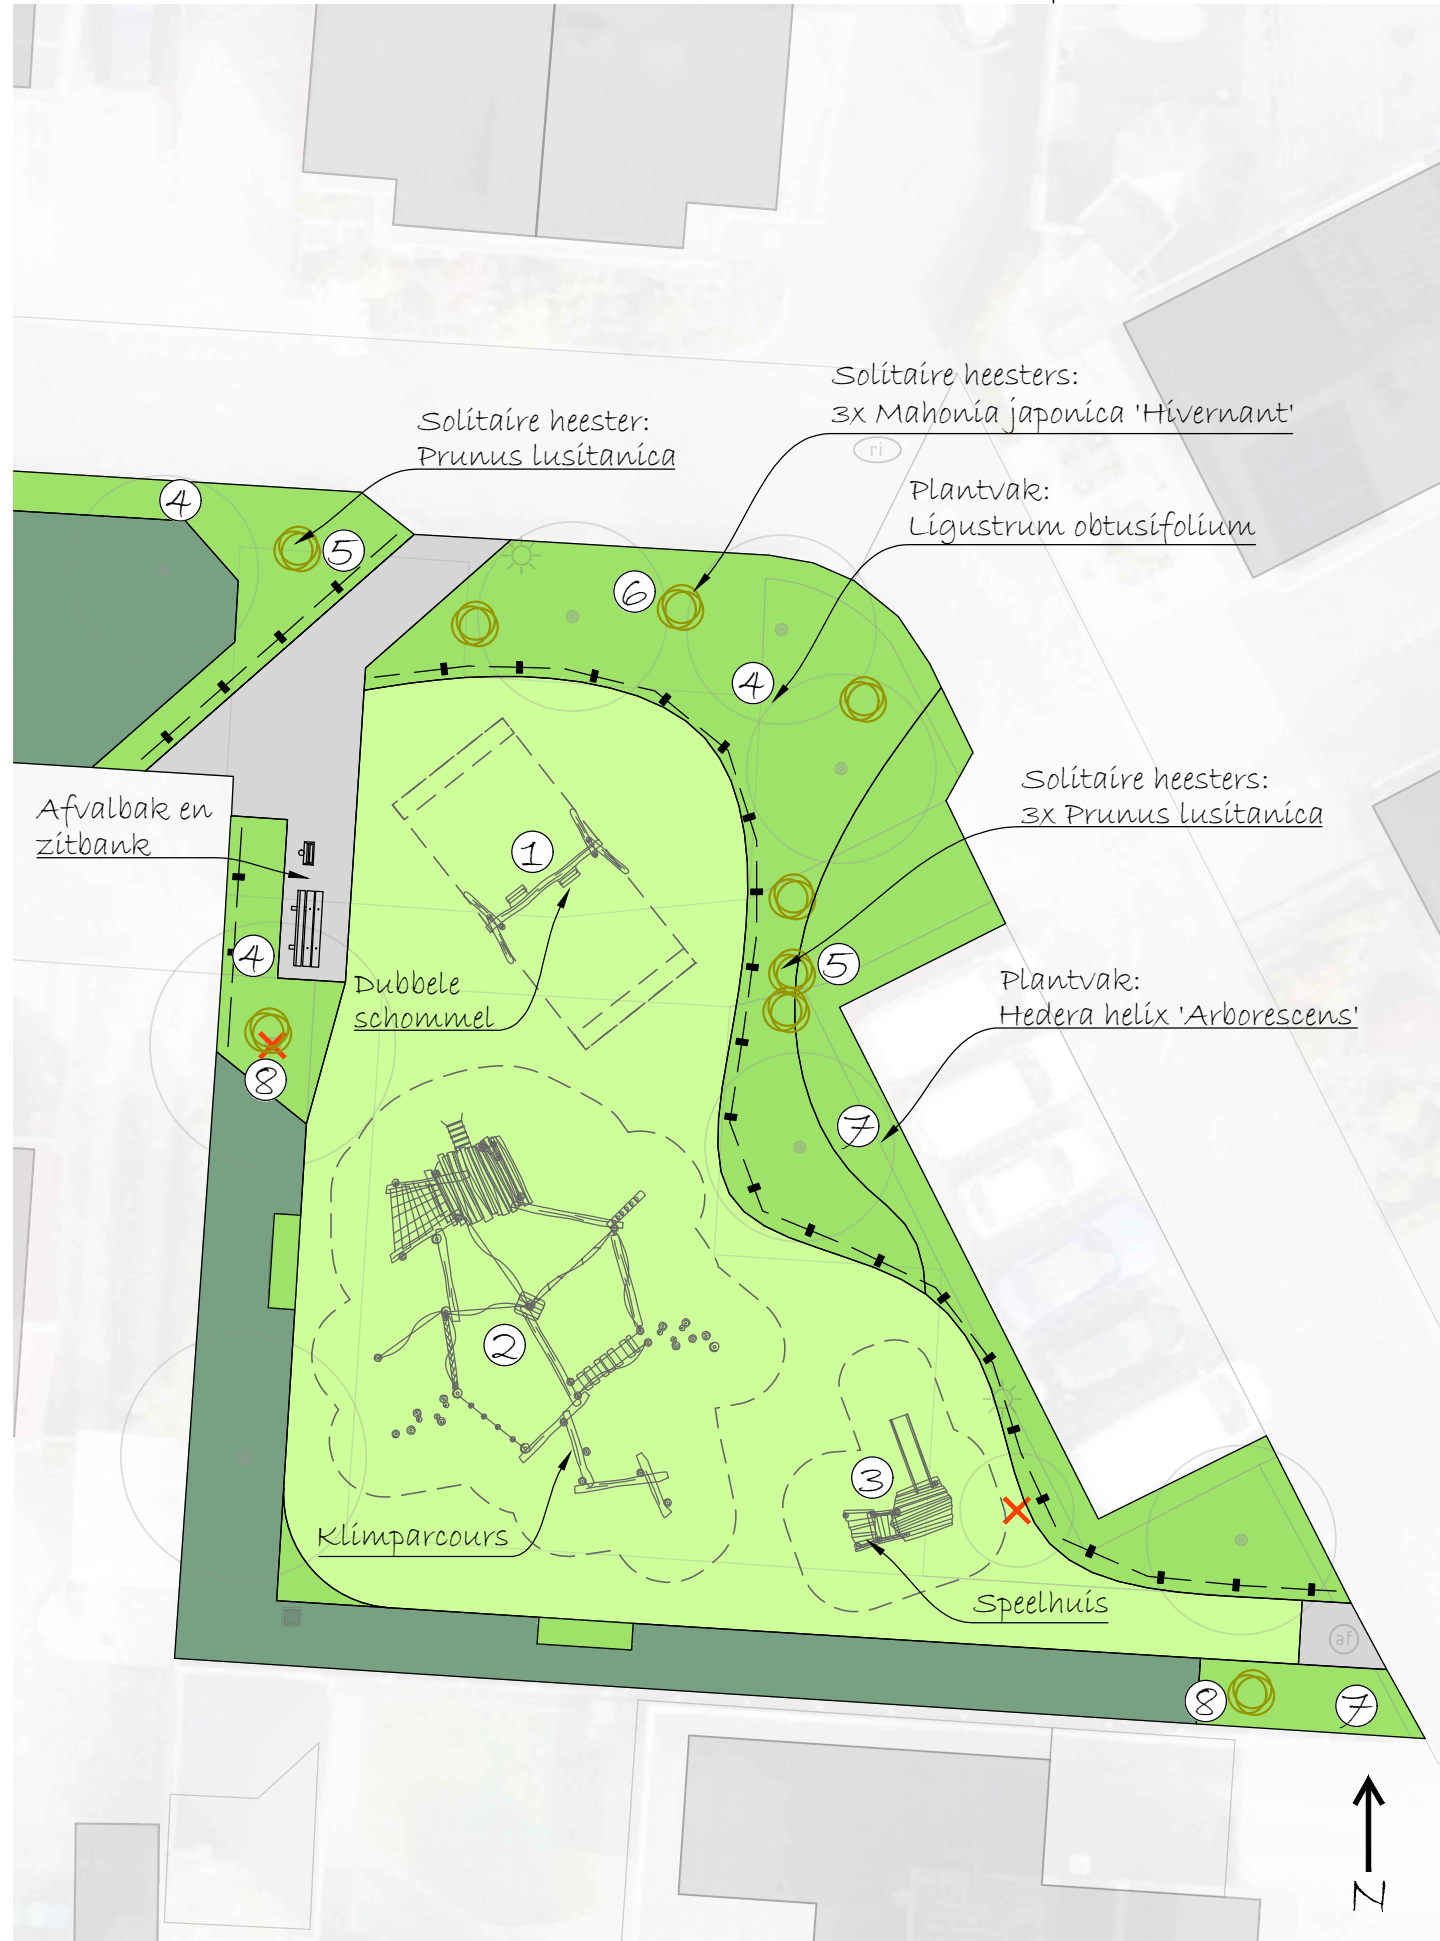 Solitaire heesters:
3x Mahonia japonica 'Hivernant'
ri
Solitaire heester:
Prunus lusitanica
Plantvak:
Ligustrum obtusifolium
4
5
6
4
Solitaire heesters:
3x Prunus lusitanica
Afvalbak en
zitbank
1
4
5
Dubbele
schommel
Plantvak:
Hedera helix 'Arborescens'
8
7
2
3
Klimparcours
Speelhuis
af
8
7
N